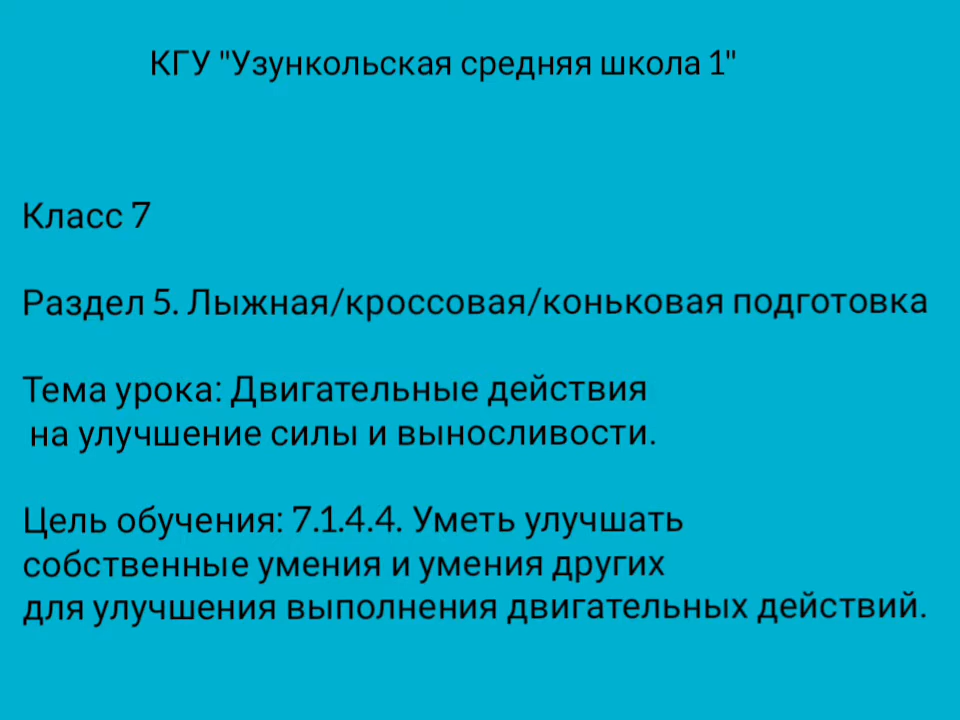 КГУ "Узункольская средняя школа 1"
Класс 7
Раздел 5. Лыжная/кроссовая/коньковая подготовка
Тема урока: Двигательные действия
на улучшение силы и выносливости.
Цель обучения: 7.1.4.4. Уметь улучшать
собственные умения и умения других
для улучшения выполнения двигательных действий.